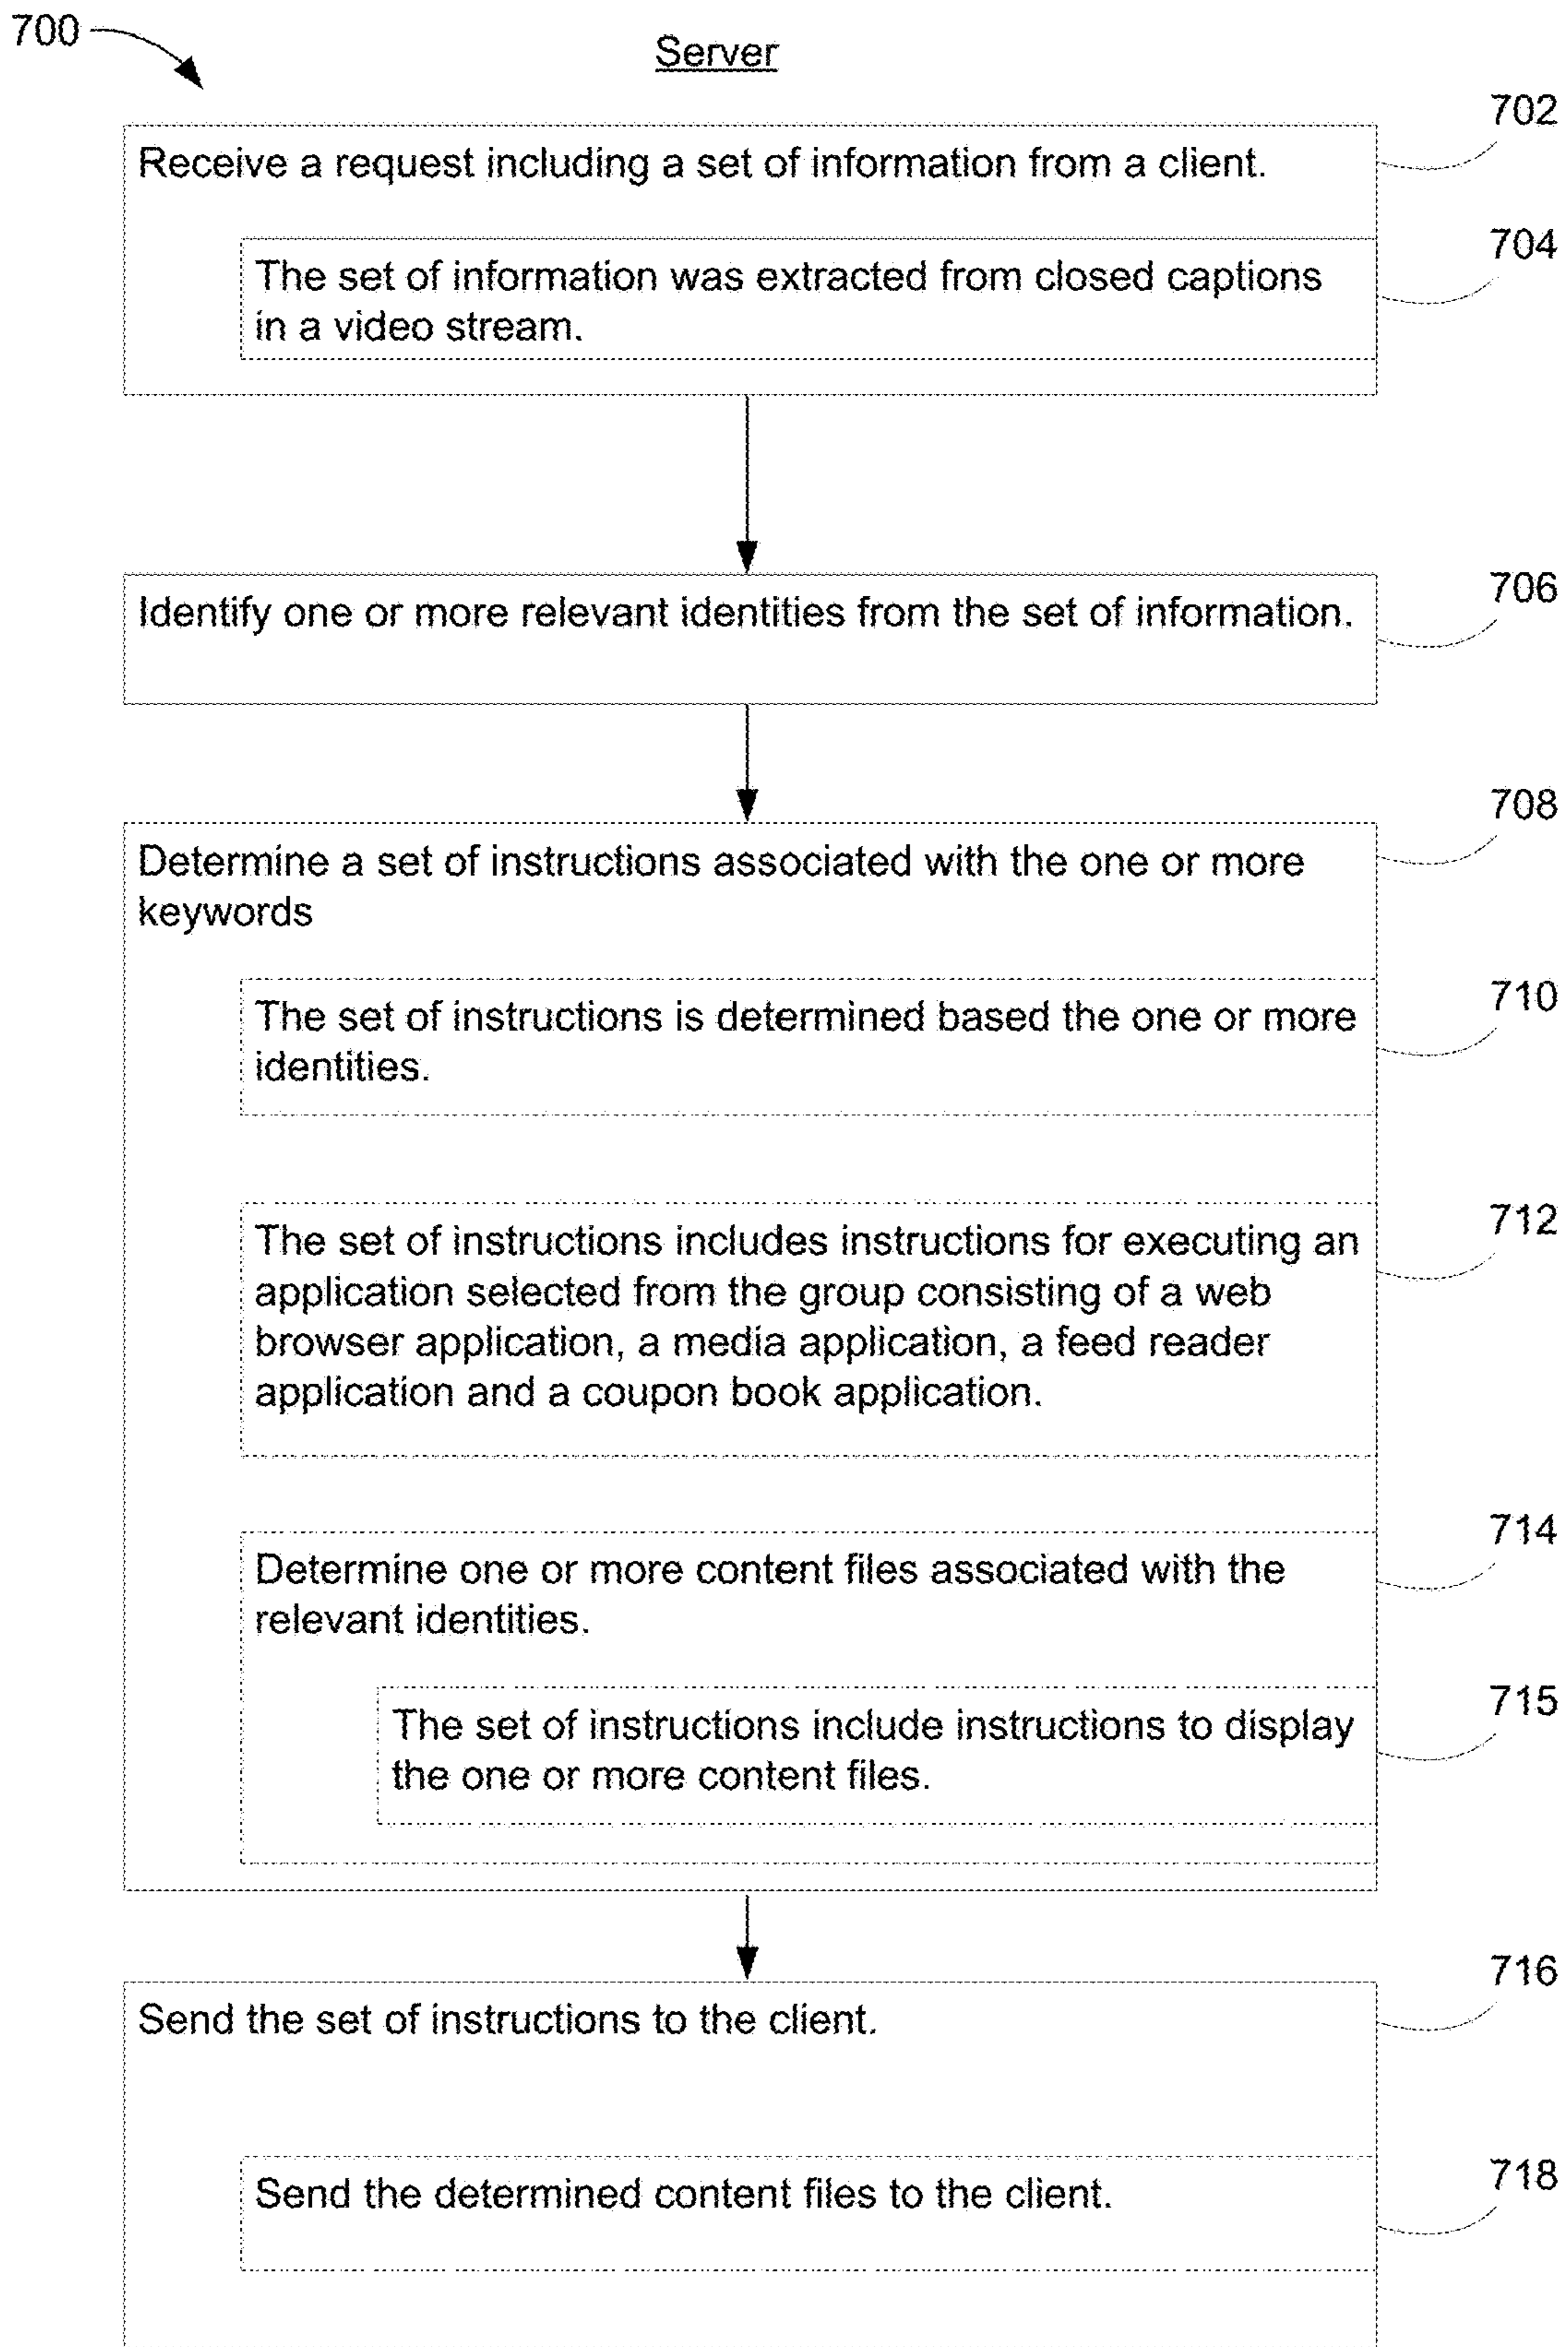 700
Server
702
Receive a request including a set of information from a client.
704
The set of information was extracted from closed captions
in a video stream.
706
Identify one or more relevant identities from the set of information.
708
Determine a set of instructions associated with the one or more
keywords
710
The set of instructions is determined based the one or more
identities.
712
The set of instructions includes instructions for executing an
application selected from the group consisting of a web
browser application, a media application, a feed reader
application and a coupon book application.
714
Determine one or more content files associated with the
relevant identities.
715
The set of instructions include instructions to display
the one or more content files.
716
Send the set of instructions to the client.
718
Send the determined content files to the client.